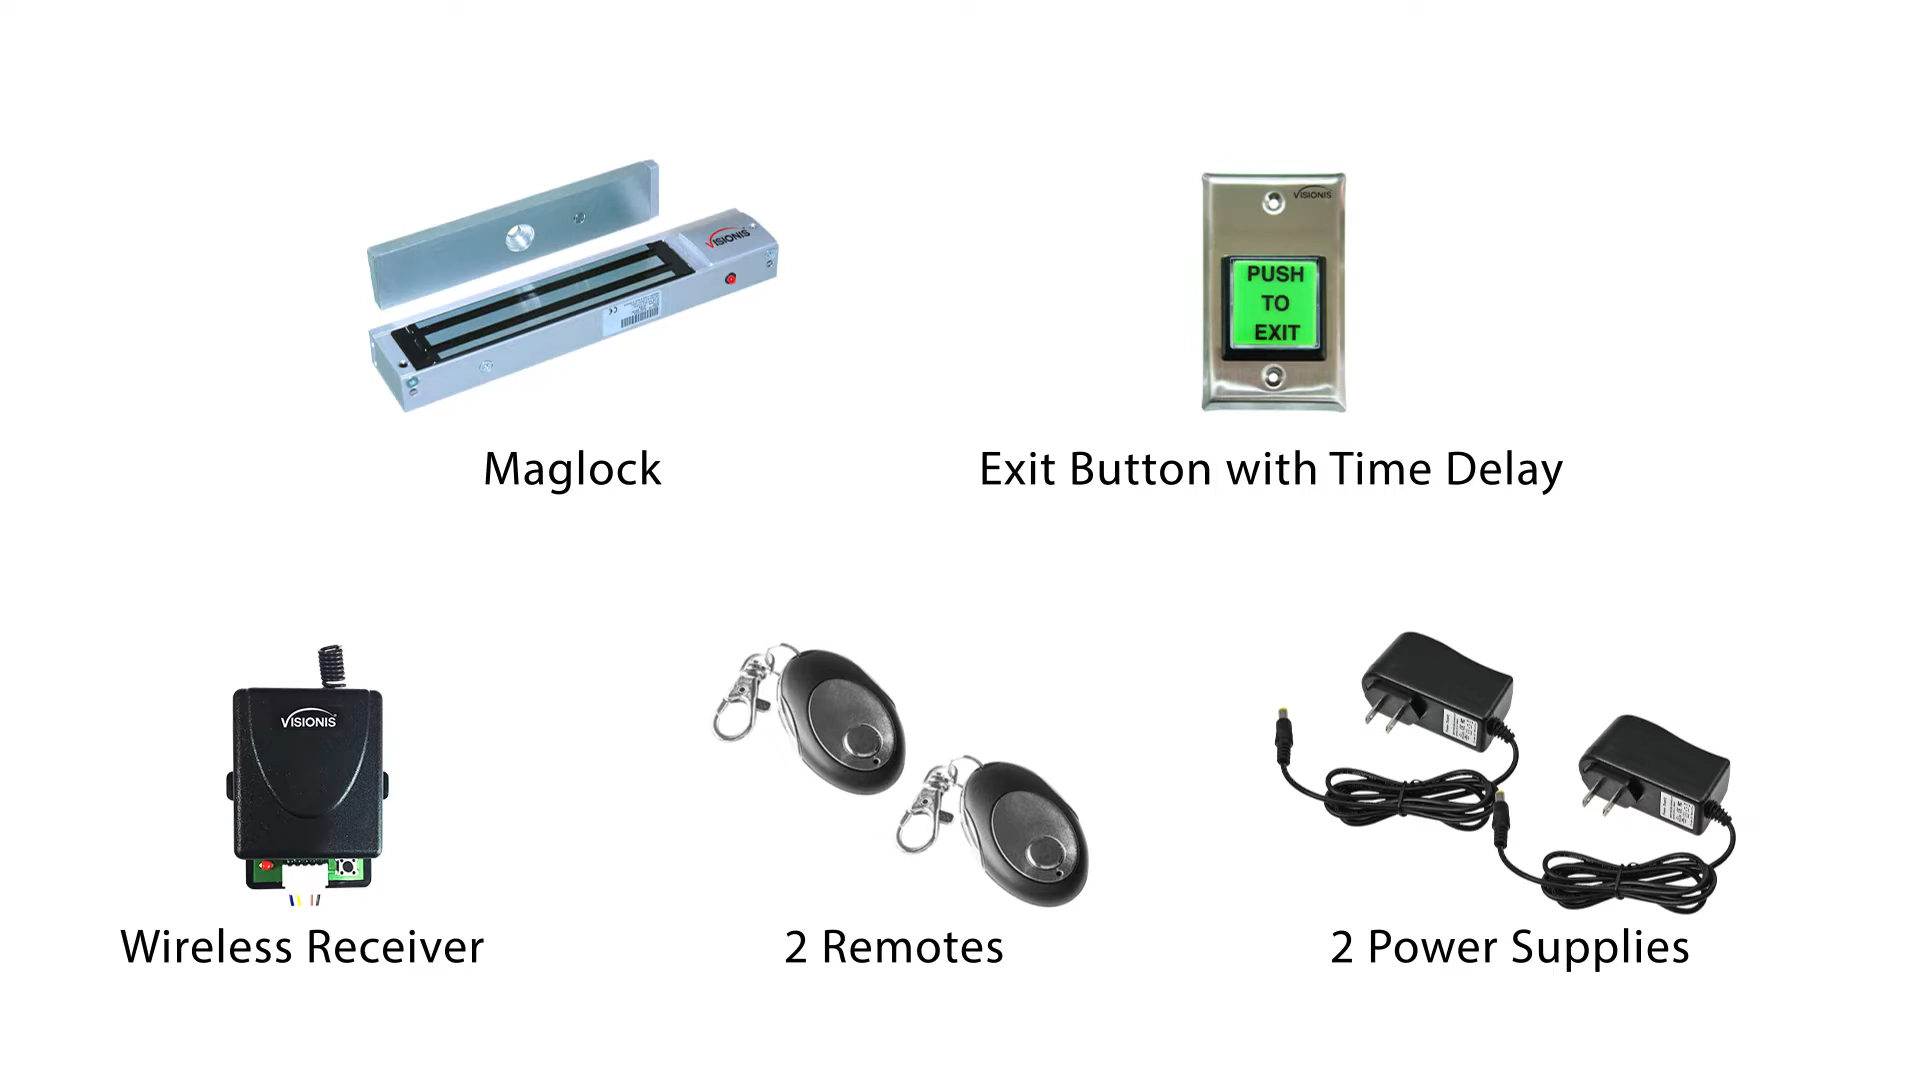 VISIONIS
VISIONIS
PUSH
TO
EXIT
Maglock
Exit Button with Time Delay
VISIONIS
Wireless Receiver
2 Remotes
2 Power Supplies